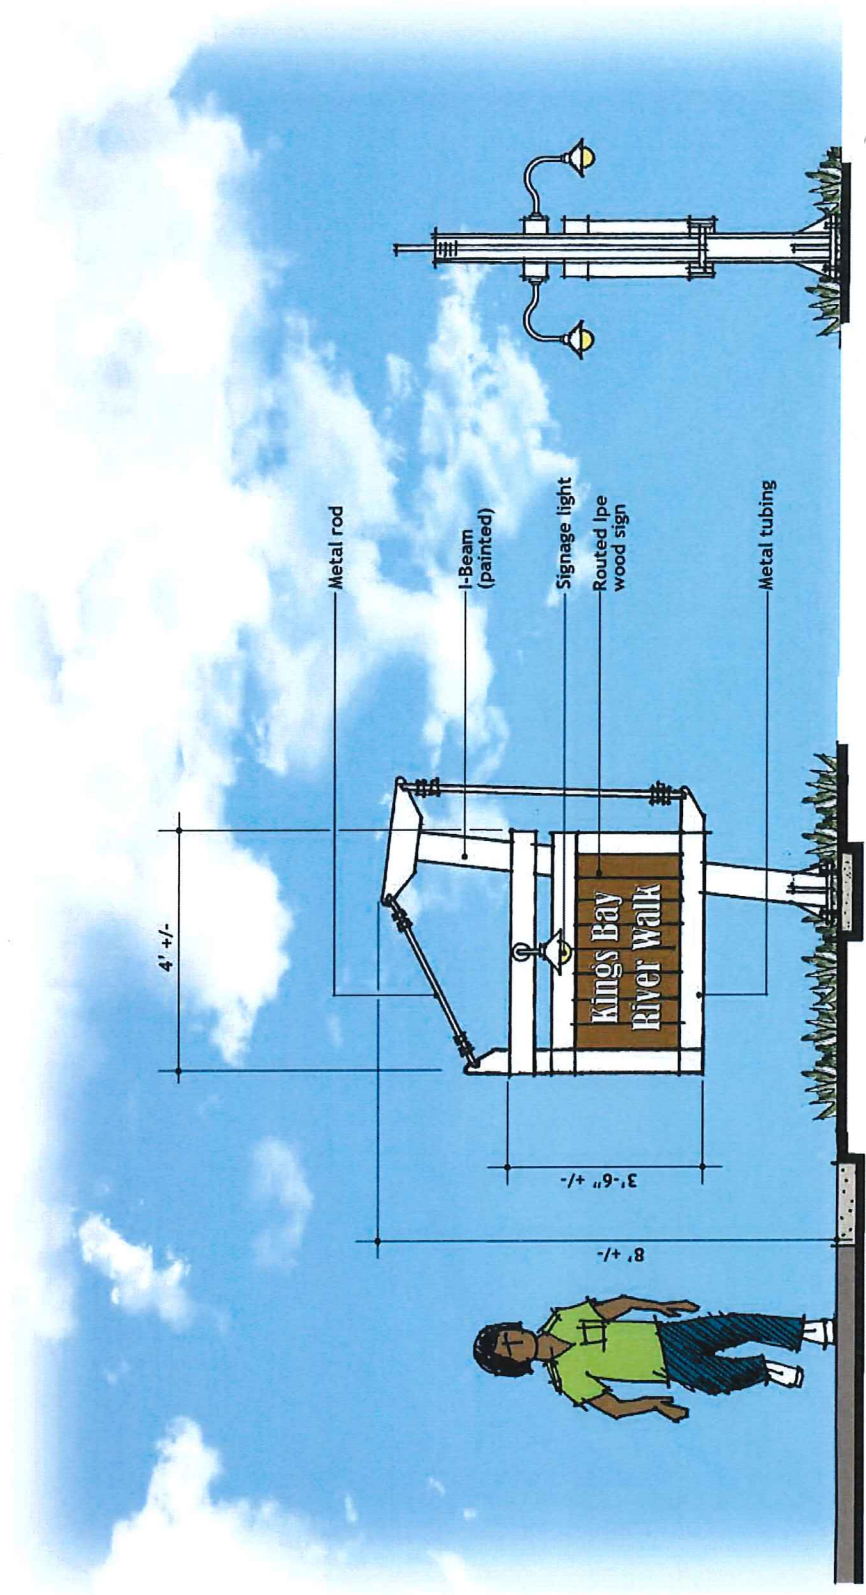 4' +/-
Metal rod
I-Beam
(painted)
Signage light
Routed Ipe
wood sign
Metal tubing
Kings Bay
River Walk
3'-6" +/-
8' +/-